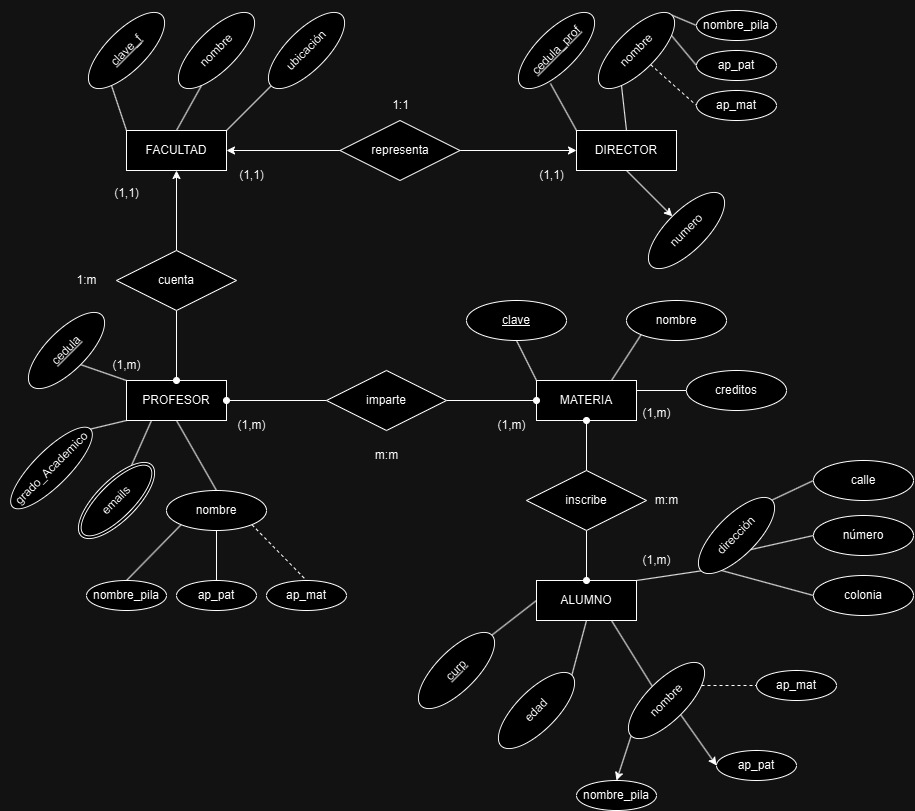 clave_f
nombre
ubicación
cedula_prof
nombre
nombre_pila
ap_pat
ap_mat
1:1
FACULTAD
representa
DIRECTOR
(1,1)
(1,1)
(1,1)
numero
1:m
cuenta
cedula
(1,m)
clave
nombre
PROFESOR
imparte
MATERIA
creditos
(1,m)
(1,m)
(1,m)
m:m
grado_Academico
emails
nombre
nombre_pila
ap_pat
ap_mat
inscribe
m:m
dirección
calle
número
colonia
(1,m)
ALUMNO
curp
edad
nombre
ap_mat
ap_pat
nombre_pila